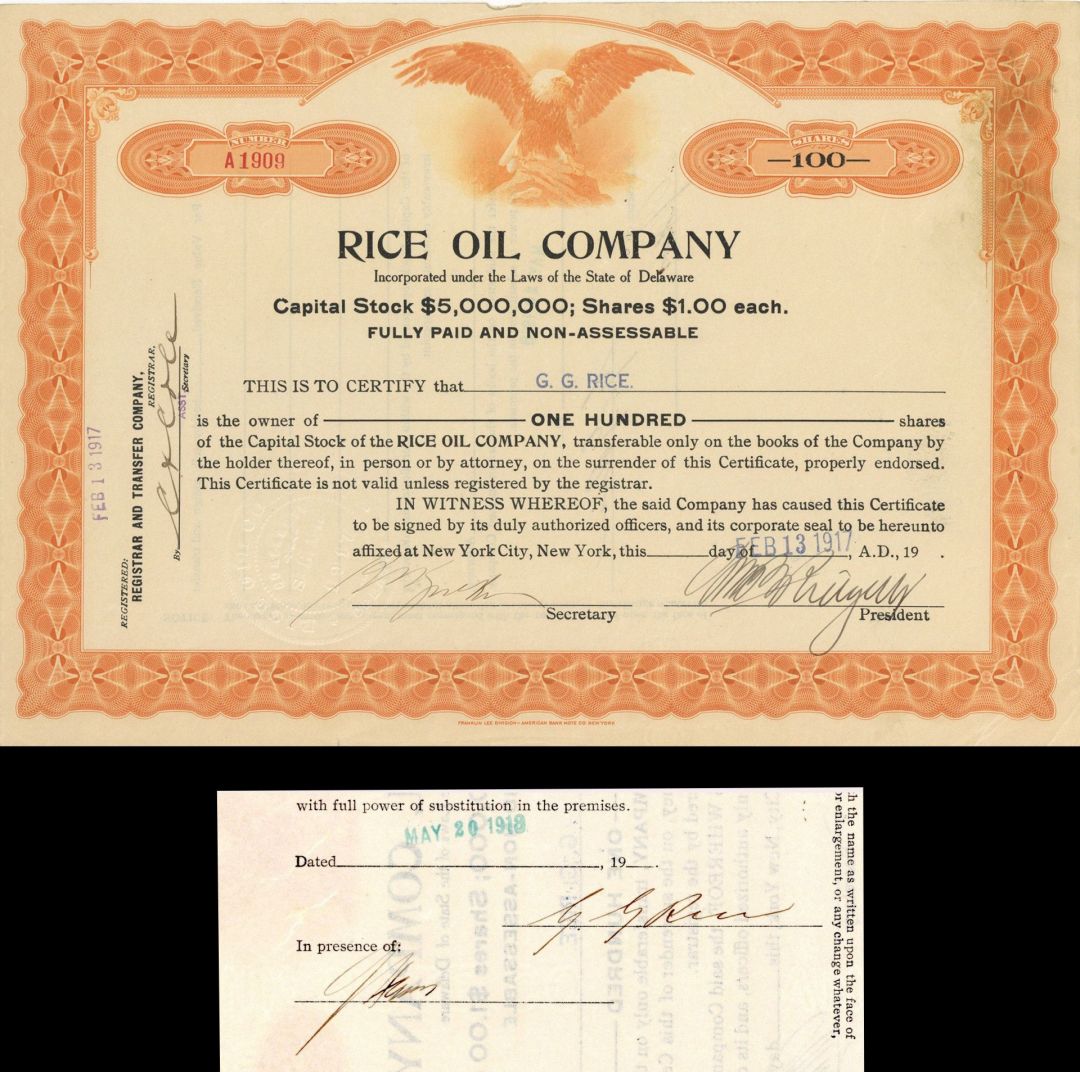 NUMBER
A1909
SHARES
—100—
RICE OIL COMPANY
Incorporated under the Laws of the State of Delaware
Capital Stock $5,000,000; Shares $1.00 each.
FULLY PAID AND NON-ASSESSABLE
THIS IS TO CERTIFY that G. G. RICE.
is the owner of ONE HUNDRED shares
of the Capital Stock of the RICE OIL COMPANY, transferable only on the books of the Company by
the holder thereof, in person or by attorney, on the surrender of this Certificate, properly endorsed.
This Certificate is not valid unless registered by the registrar.
IN WITNESS WHEREOF, the said Company has caused this Certificate
to be signed by its duly authorized officers, and its corporate seal to be hereunto
affixed at New York City, New York, this day of FEB 13 1917, A.D., 19 .
Secretary
President
FEB 13 1917
REGISTERED:
REGISTRAR AND TRANSFER COMPANY,
REGISTRAR,
By Cole
ASST. Secretary
FRANKLIN LEE DIVISION - AMERICAN BANK NOTE CO. NEW YORK
with full power of substitution in the premises.
MAY 20 1918
Dated , 19 .
G G Rice
In presence of:
h the name as written upon the face of
or enlargement, or any change whatever,